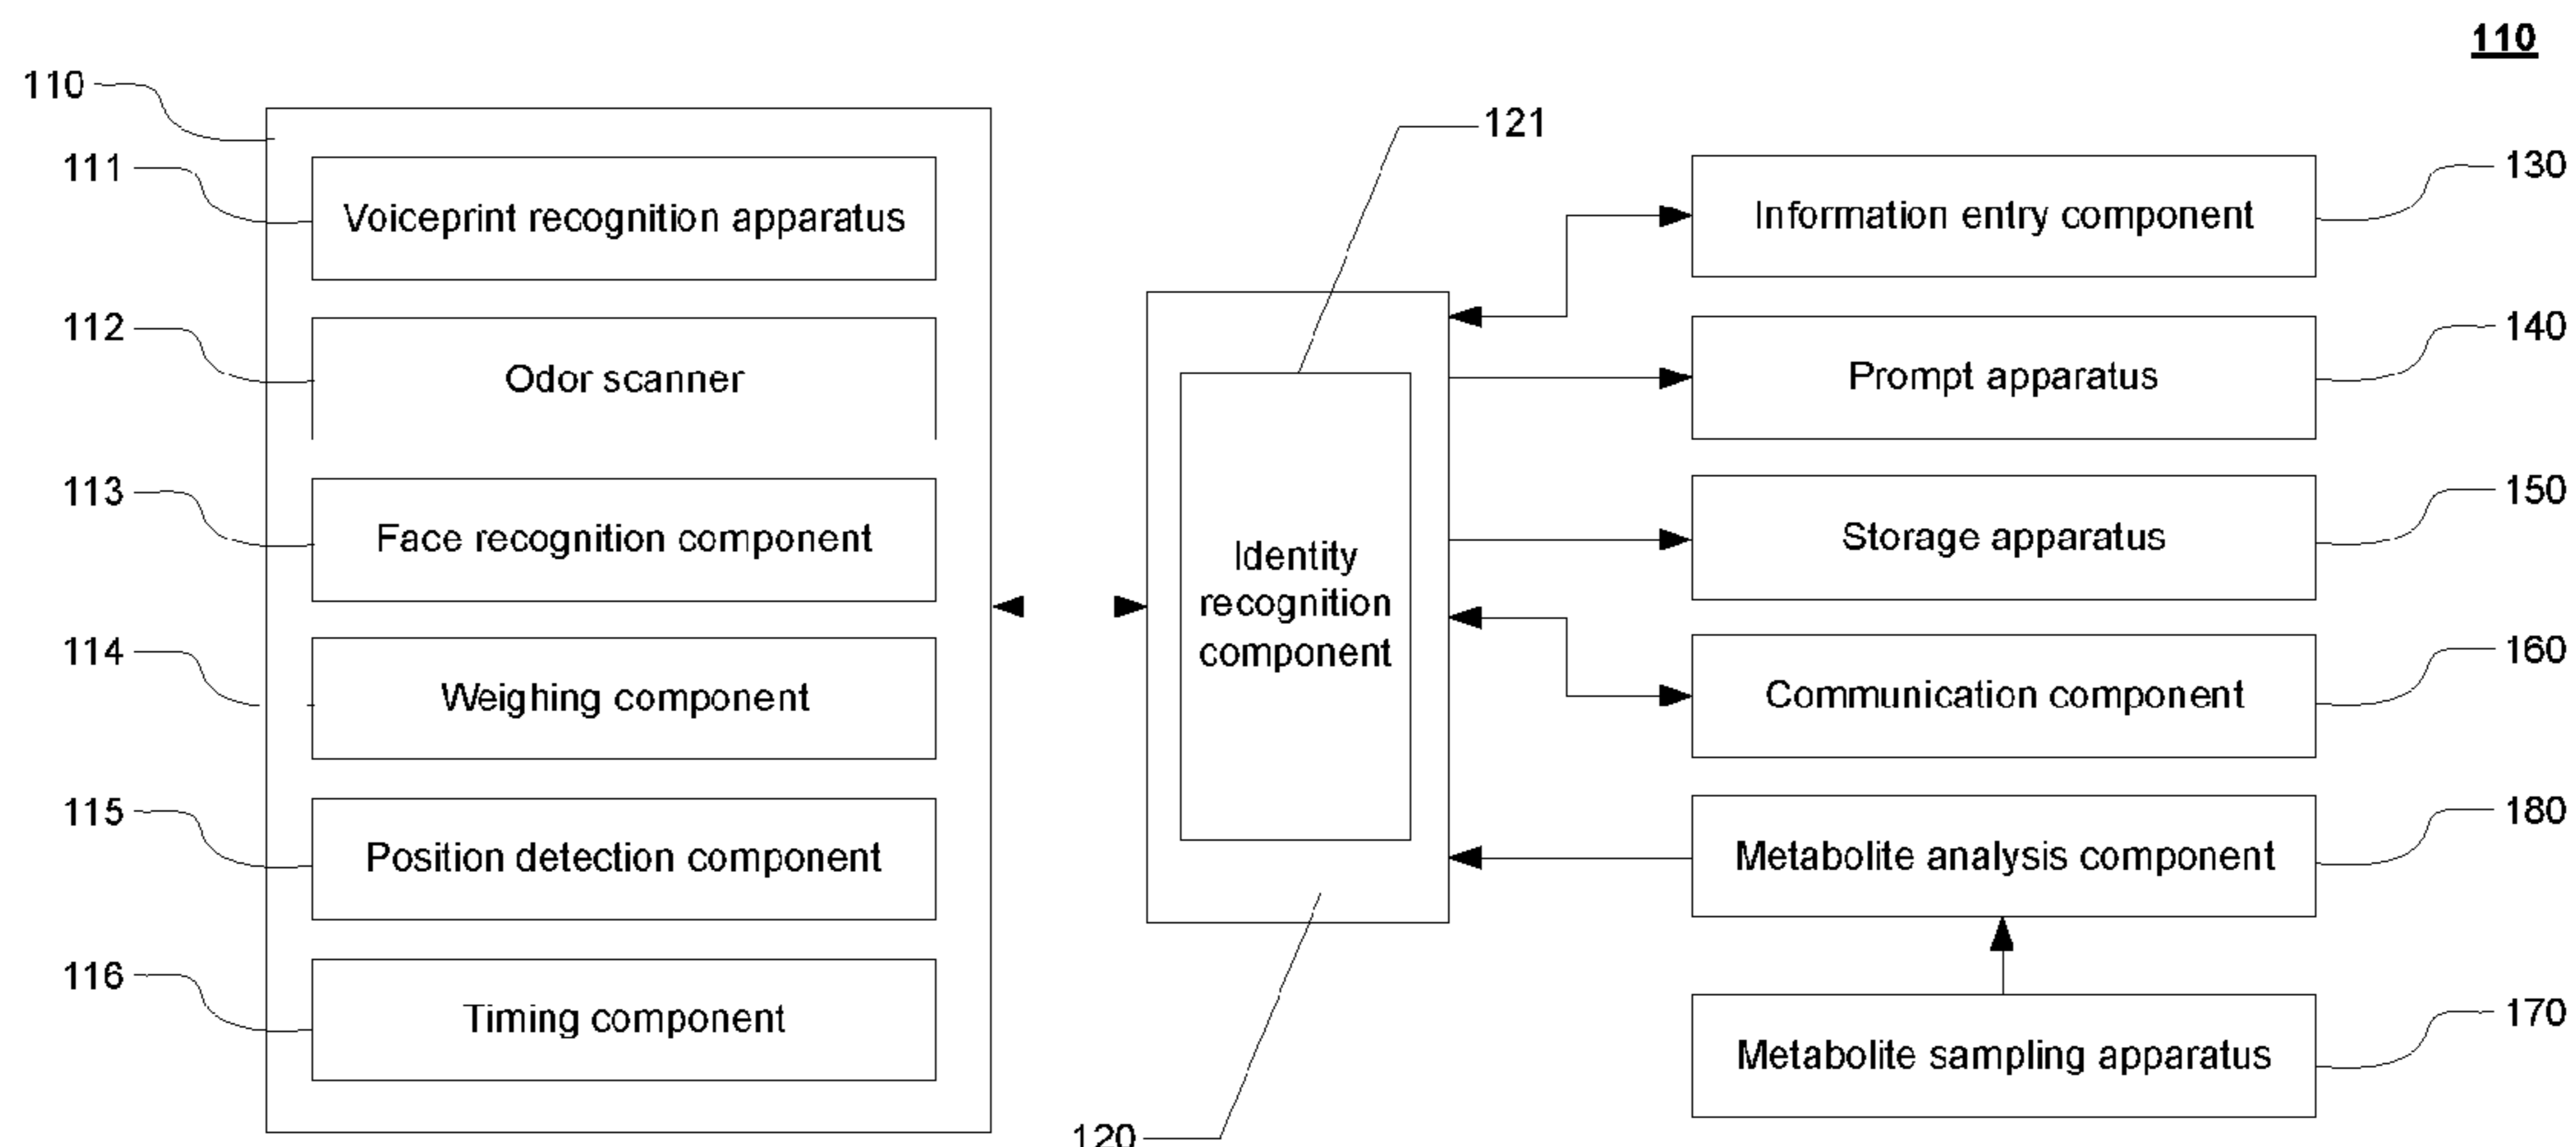 110
110
111
Voiceprint recognition apparatus
112
Odor scanner
113
Face recognition component
114
Weighing component
115
Position detection component
116
Timing component
121
Identity
recognition
component
120
Information entry component
130
Prompt apparatus
140
Storage apparatus
150
Communication component
160
Metabolite analysis component
180
Metabolite sampling apparatus
170